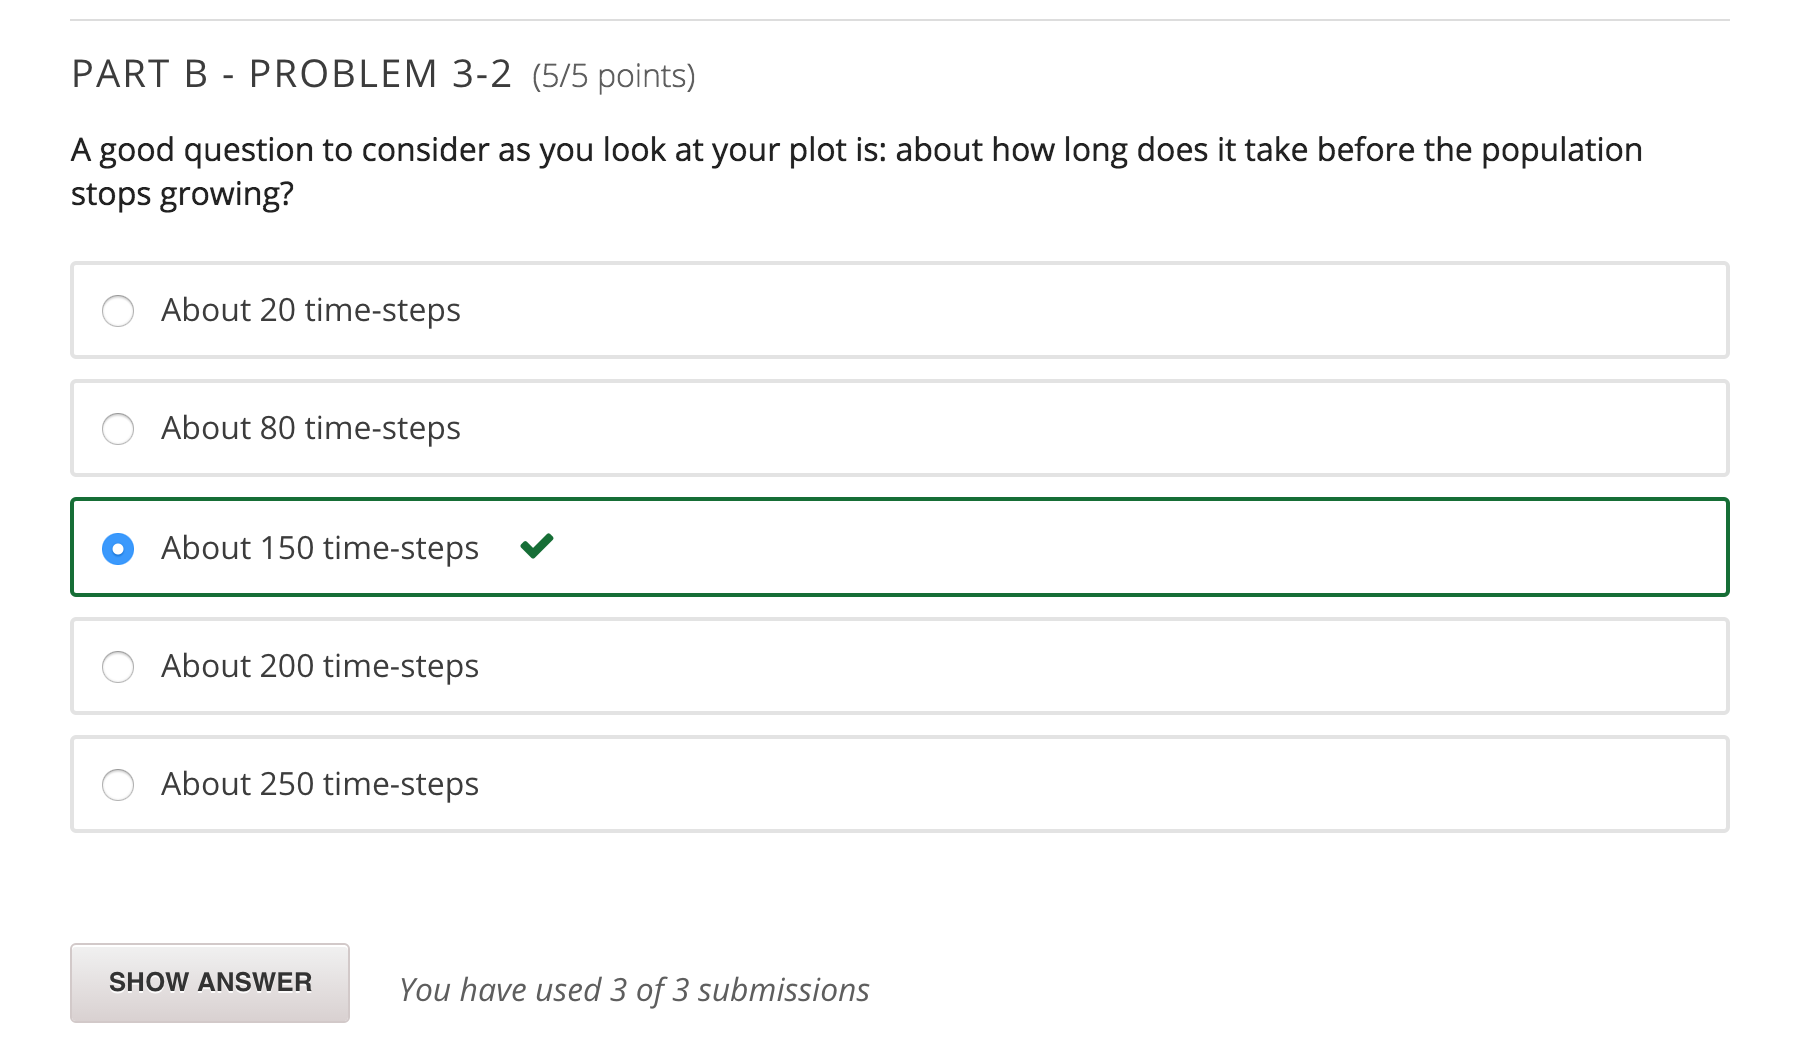 PART B - PROBLEM 3-2 (5/5 points)
A good question to consider as you look at your plot is: about how long does it take before the population
stops growing?
About 20 time-steps
About 80 time-steps
About 150 time-steps
About 200 time-steps
About 250 time-steps
SHOW ANSWER
You have used 3 of 3 submissions